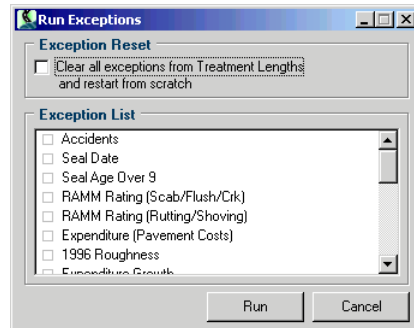 Run Exceptions
Exception Reset
Clear all exceptions from Treatment Lengths
and restart from scratch
Exception List
Accidents
Seal Date
Seal Age Over 9
RAMM Rating (Scab/Flush/Crk)
RAMM Rating (Rutting/Shoving)
Expenditure (Pavement Costs)
1996 Roughness
Expenditure Growth
Run
Cancel